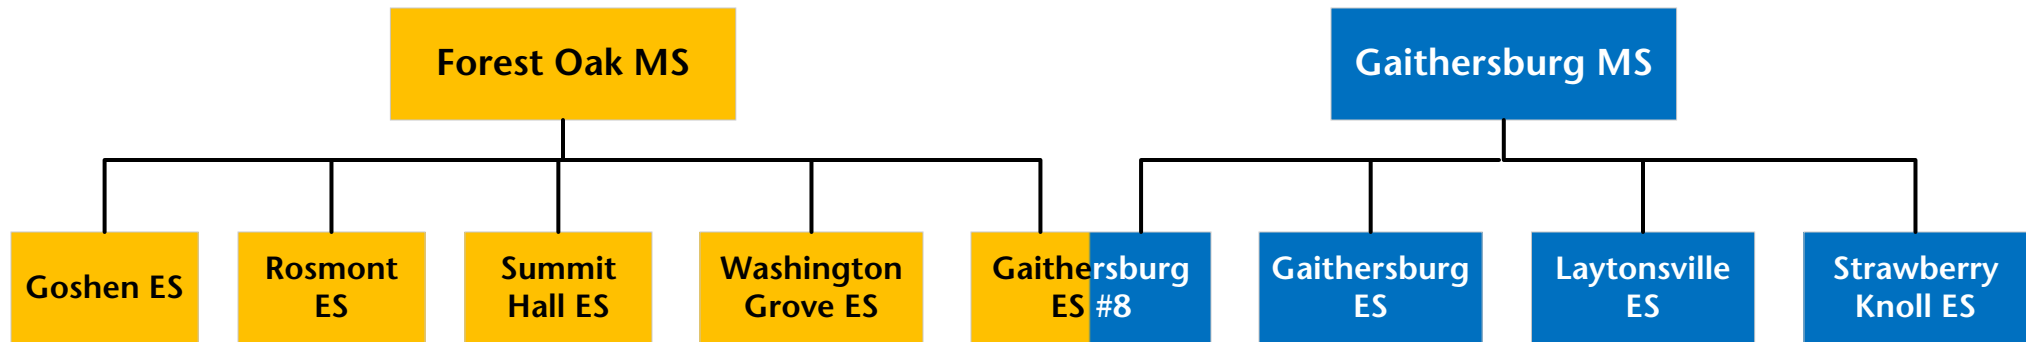 Forest Oak MS
Gaithersburg MS
Goshen ES
Rosmont
ES
Summit
Hall ES
Washington
Grove ES
Gaithersburg
ES #8
Gaithersburg
ES
Laytonsville
ES
Strawberry
Knoll ES